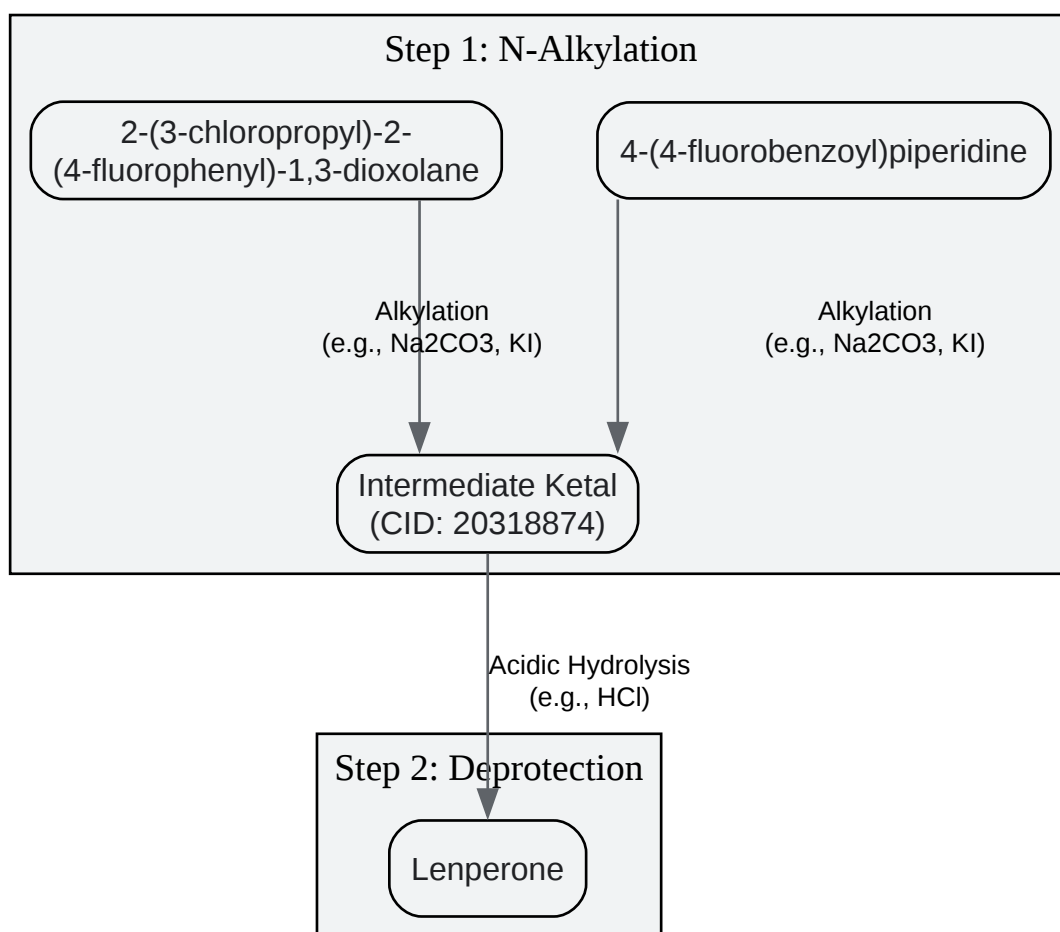 Step 1: N-Alkylation
2-(3-chloropropyl)-2-
(4-fluorophenyl)-1,3-dioxolane
4-(4-fluorobenzoyl)piperidine
Alkylation
(e.g., Na2CO3, KI)
Alkylation
(e.g., Na2CO3, KI)
Intermediate Ketal
(CID: 20318874)
Acidic Hydrolysis
(e.g., HCl)
Step 2: Deprotection
Lenperone